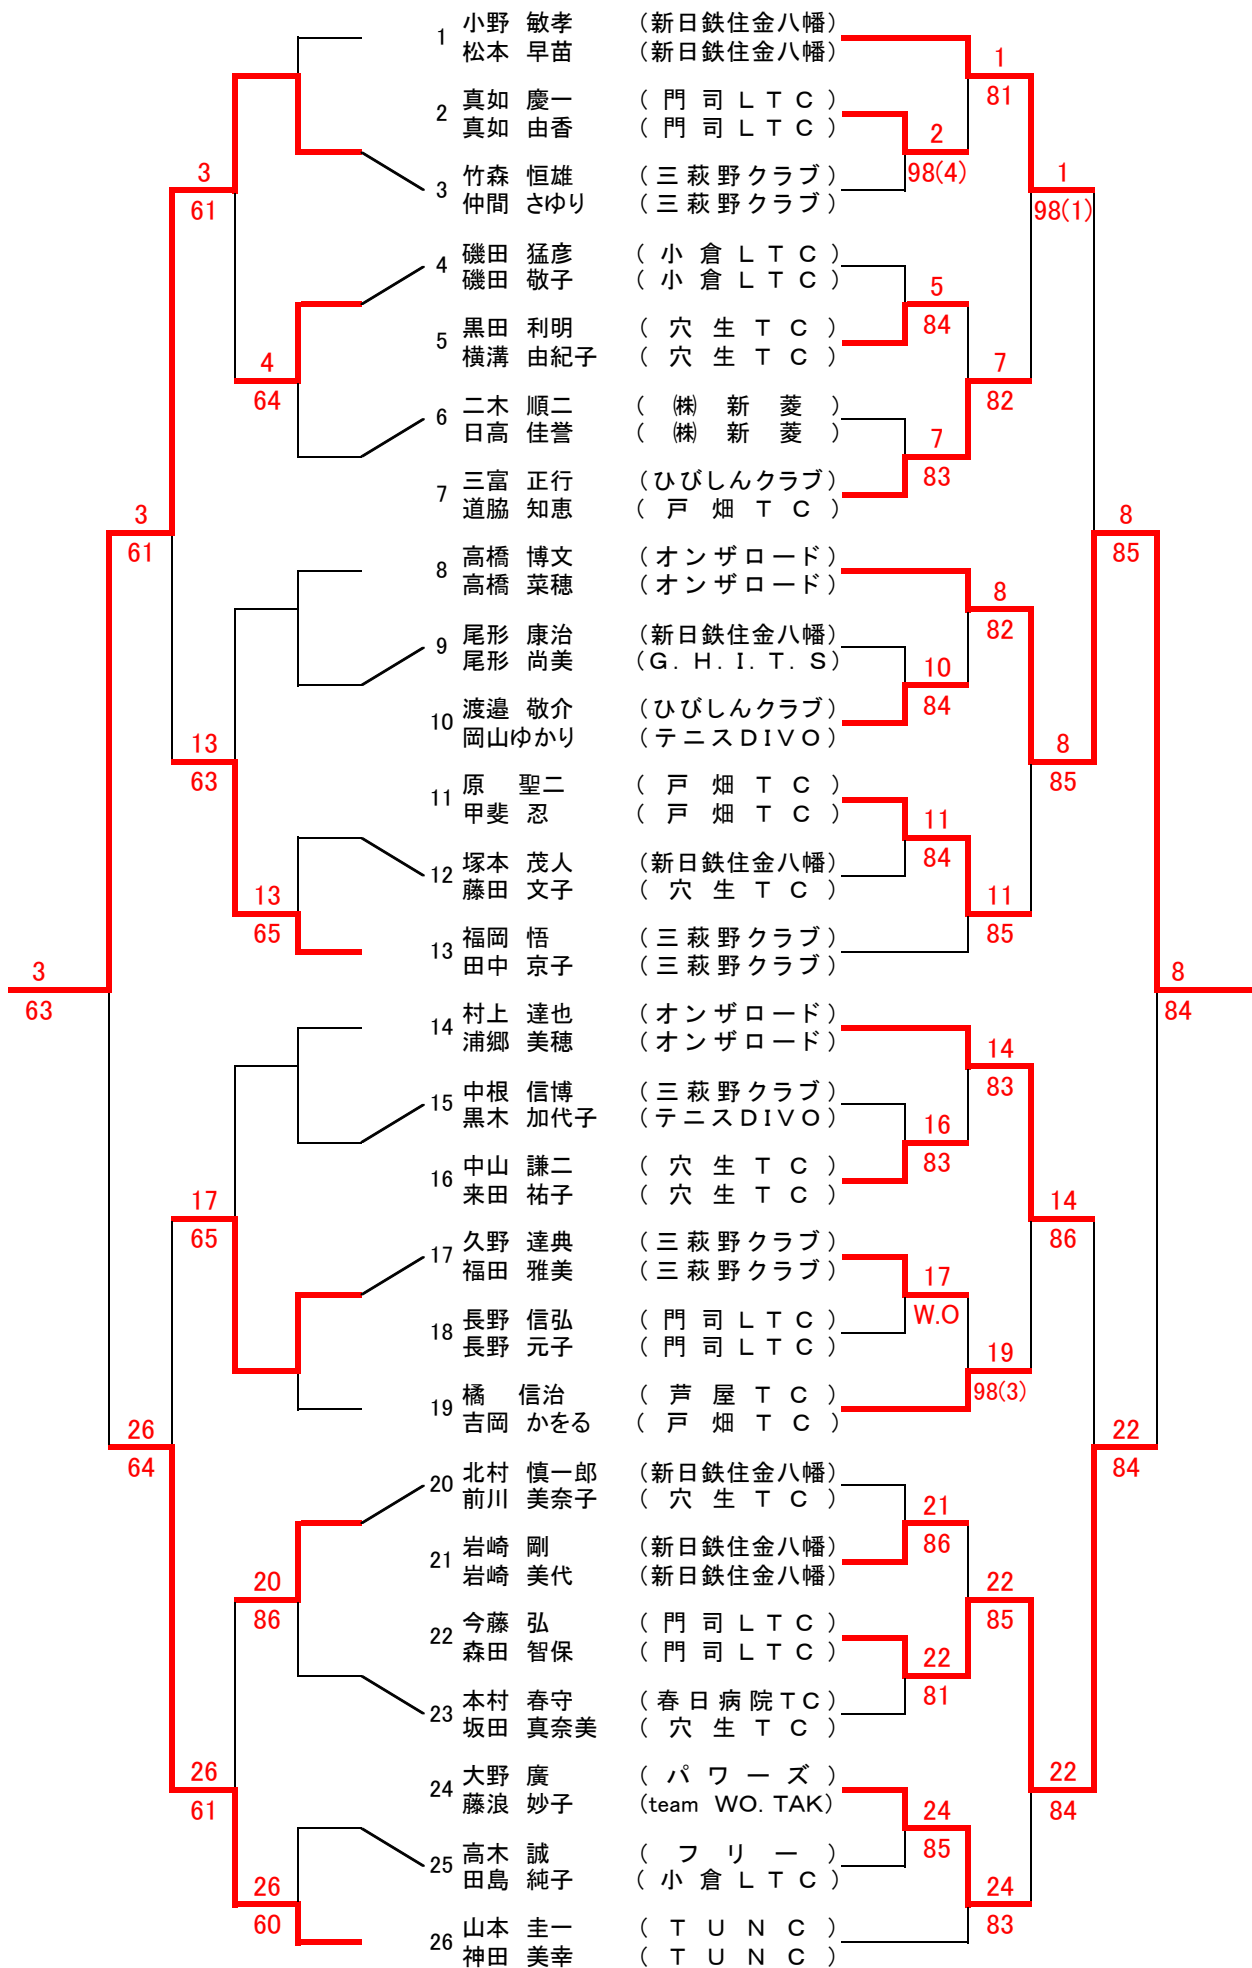 1 小野 敏孝 (新日鉄住金八幡)
松本 早苗 (新日鉄住金八幡)
1
81
2 真如 慶一 (門司LTC)
真如 由香 (門司LTC)
2
98(4)
3 竹森 恒雄 (三萩野クラブ)
仲間 さゆり (三萩野クラブ)
3
61
1
98(1)
4 磯田 猛彦 (小倉LTC)
磯田 敬子 (小倉LTC)
5
84
5 黒田 利明 (穴生TC)
横溝 由紀子 (穴生TC)
4
64
7
82
6 二木 順二 (㈱新菱)
日高 佳誉 (㈱新菱)
7
83
7 三富 正行 (ひびしんクラブ)
道脇 知恵 (戸畑TC)
3
61
8
85
8 高橋 博文 (オンザロード)
高橋 菜穂 (オンザロード)
8
82
9 尾形 康治 (新日鉄住金八幡)
尾形 尚美 (G.H.I.T.S)
10
84
10 渡邉 敬介 (ひびしんクラブ)
岡山ゆかり (テニスDIVO)
13
63
8
85
11 原 聖二 (戸畑TC)
甲斐 忍 (戸畑TC)
11
84
12 塚本 茂人 (新日鉄住金八幡)
藤田 文子 (穴生TC)
13
65
11
85
13 福岡 悟 (三萩野クラブ)
田中 京子 (三萩野クラブ)
3
63
8
84
14 村上 達也 (オンザロード)
浦郷 美穂 (オンザロード)
14
83
15 中根 信博 (三萩野クラブ)
黒木 加代子 (テニスDIVO)
16
83
16 中山 謙二 (穴生TC)
来田 祐子 (穴生TC)
17
65
14
86
17 久野 達典 (三萩野クラブ)
福田 雅美 (三萩野クラブ)
17
W.O
18 長野 信弘 (門司LTC)
長野 元子 (門司LTC)
19
98(3)
19 橘 信治 (芦屋TC)
吉岡 かをる (戸畑TC)
26
64
22
84
20 北村 慎一郎 (新日鉄住金八幡)
前川 美奈子 (穴生TC)
21
86
21 岩崎 剛 (新日鉄住金八幡)
岩崎 美代 (新日鉄住金八幡)
20
86
22
85
22 今藤 弘 (門司LTC)
森田 智保 (門司LTC)
22
81
23 本村 春守 (春日病院TC)
坂田 真奈美 (穴生TC)
26
61
22
84
24 大野 廣 (パワーズ)
藤浪 妙子 (team WO.TAK)
24
85
25 高木 誠 (フリー)
田島 純子 (小倉LTC)
26
60
24
83
26 山本 圭一 (TUNC)
神田 美幸 (TUNC)